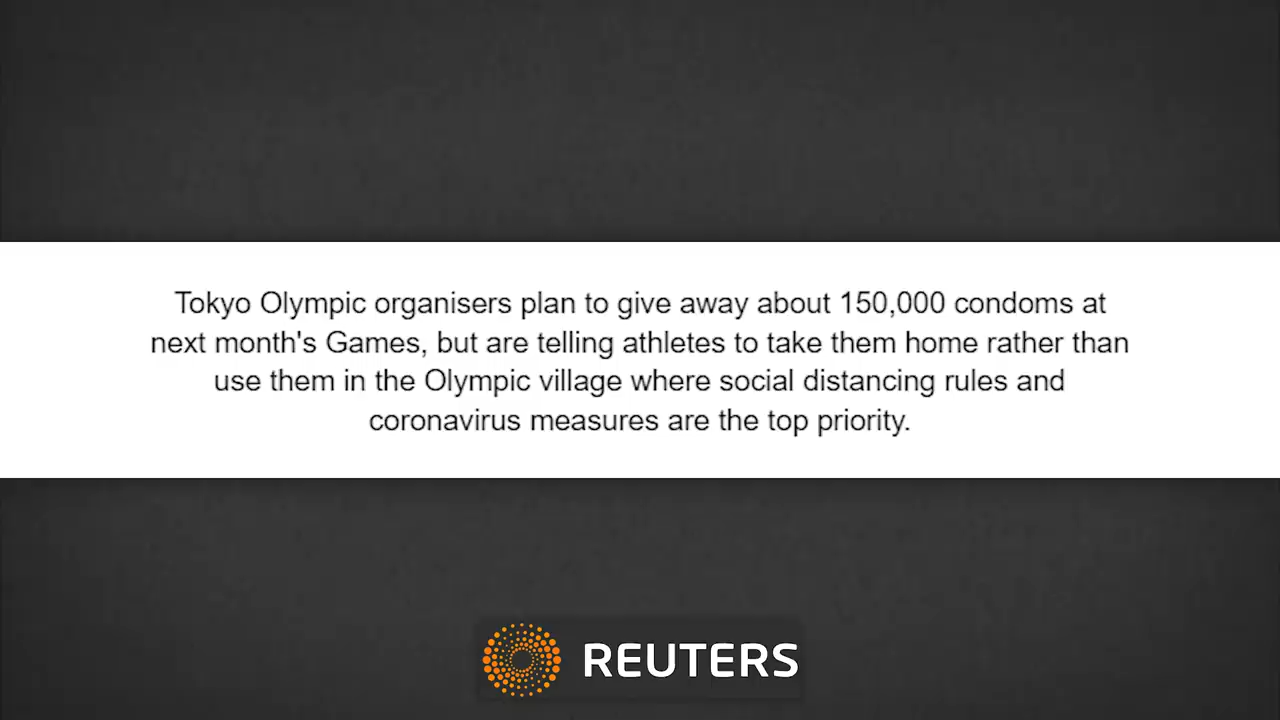 Tokyo Olympic organisers plan to give away about 150,000 condoms at
next month's Games, but are telling athletes to take them home rather than
use them in the Olympic village where social distancing rules and
coronavirus measures are the top priority.
REUTERS